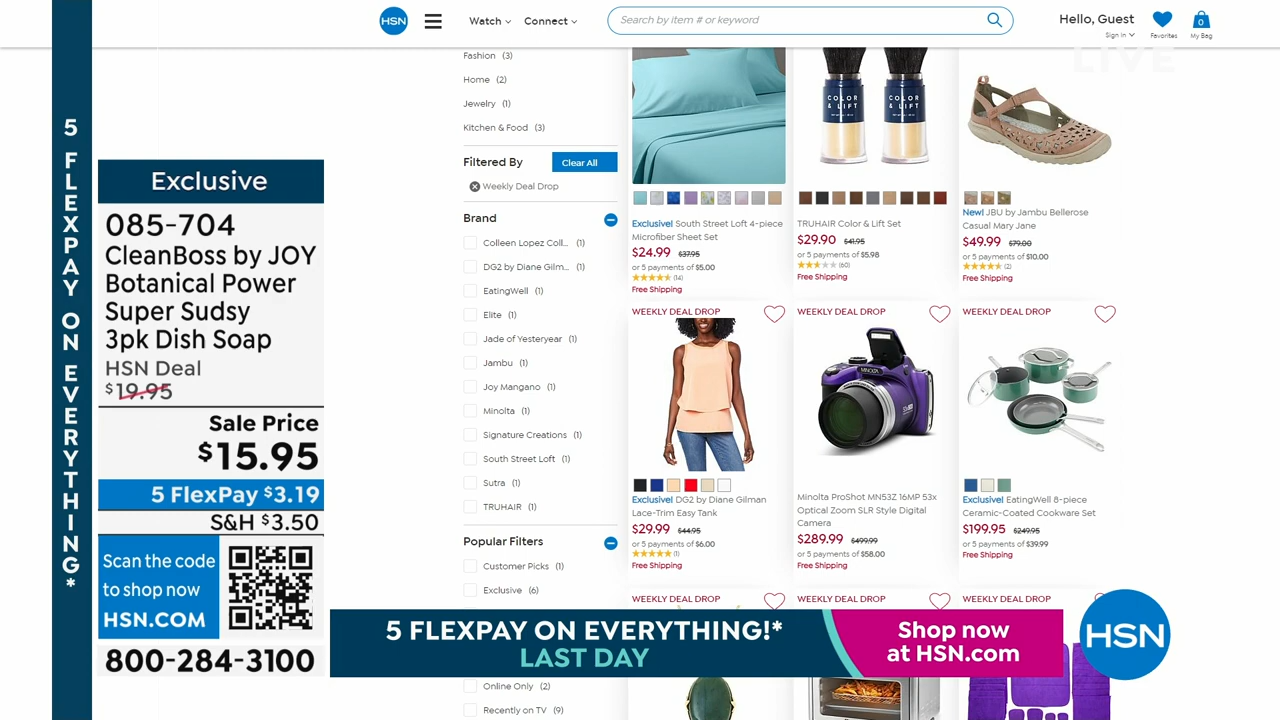 5 FLEXPAY ON EVERYTHING*
HSN
Watch
Connect
Search by item # or keyword
Hello, Guest
Sign In
Favorites
0
My Bag
LIVE
Exclusive
085-704
CleanBoss by JOY
Botanical Power
Super Sudsy
3pk Dish Soap
HSN Deal
$19.95
Sale Price
$15.95
5 FlexPay $3.19
S&H $3.50
Scan the code
to shop now
HSN.COM
800-284-3100
Fashion (3)
Home (2)
Jewelry (1)
Kitchen & Food (3)
Filtered By
Clear All
Weekly Deal Drop
Brand
Colleen Lopez Coll... (1)
DG2 by Diane Gilm... (1)
EatingWell (1)
Elite (1)
Jade of Yesteryear (1)
Jambu (1)
Joy Mangano (1)
Minolta (1)
Signature Creations (1)
South Street Loft (1)
Sutra (1)
TRUHAIR (1)
Popular Filters
Customer Picks (1)
Exclusive (6)
Online Only (2)
Recently on TV (9)
Exclusive! South Street Loft 4-piece
Microfiber Sheet Set
$24.99 $37.95
or 5 payments of $5.00
(14)
Free Shipping
COLOR
& LIFT
COLOR
& LIFT
TRUHAIR Color & Lift Set
$29.90 $41.95
or 5 payments of $5.98
(60)
Free Shipping
New! JBU by Jambu Bellerose
Casual Mary Jane
$49.99 $79.00
or 5 payments of $10.00
(2)
Free Shipping
WEEKLY DEAL DROP
Exclusive! DG2 by Diane Gilman
Lace-Trim Easy Tank
$29.99 $44.95
or 5 payments of $6.00
(1)
Free Shipping
WEEKLY DEAL DROP
MINOLTA
Minolta ProShot MN53Z 16MP 53x
Optical Zoom SLR Style Digital
Camera
$289.99 $499.99
or 5 payments of $58.00
Free Shipping
WEEKLY DEAL DROP
Exclusive! EatingWell 8-piece
Ceramic-Coated Cookware Set
$199.95 $249.95
or 5 payments of $39.99
Free Shipping
WEEKLY DEAL DROP
WEEKLY DEAL DROP
WEEKLY DEAL DROP
5 FLEXPAY ON EVERYTHING!*
LAST DAY
Shop now
at HSN.com
HSN